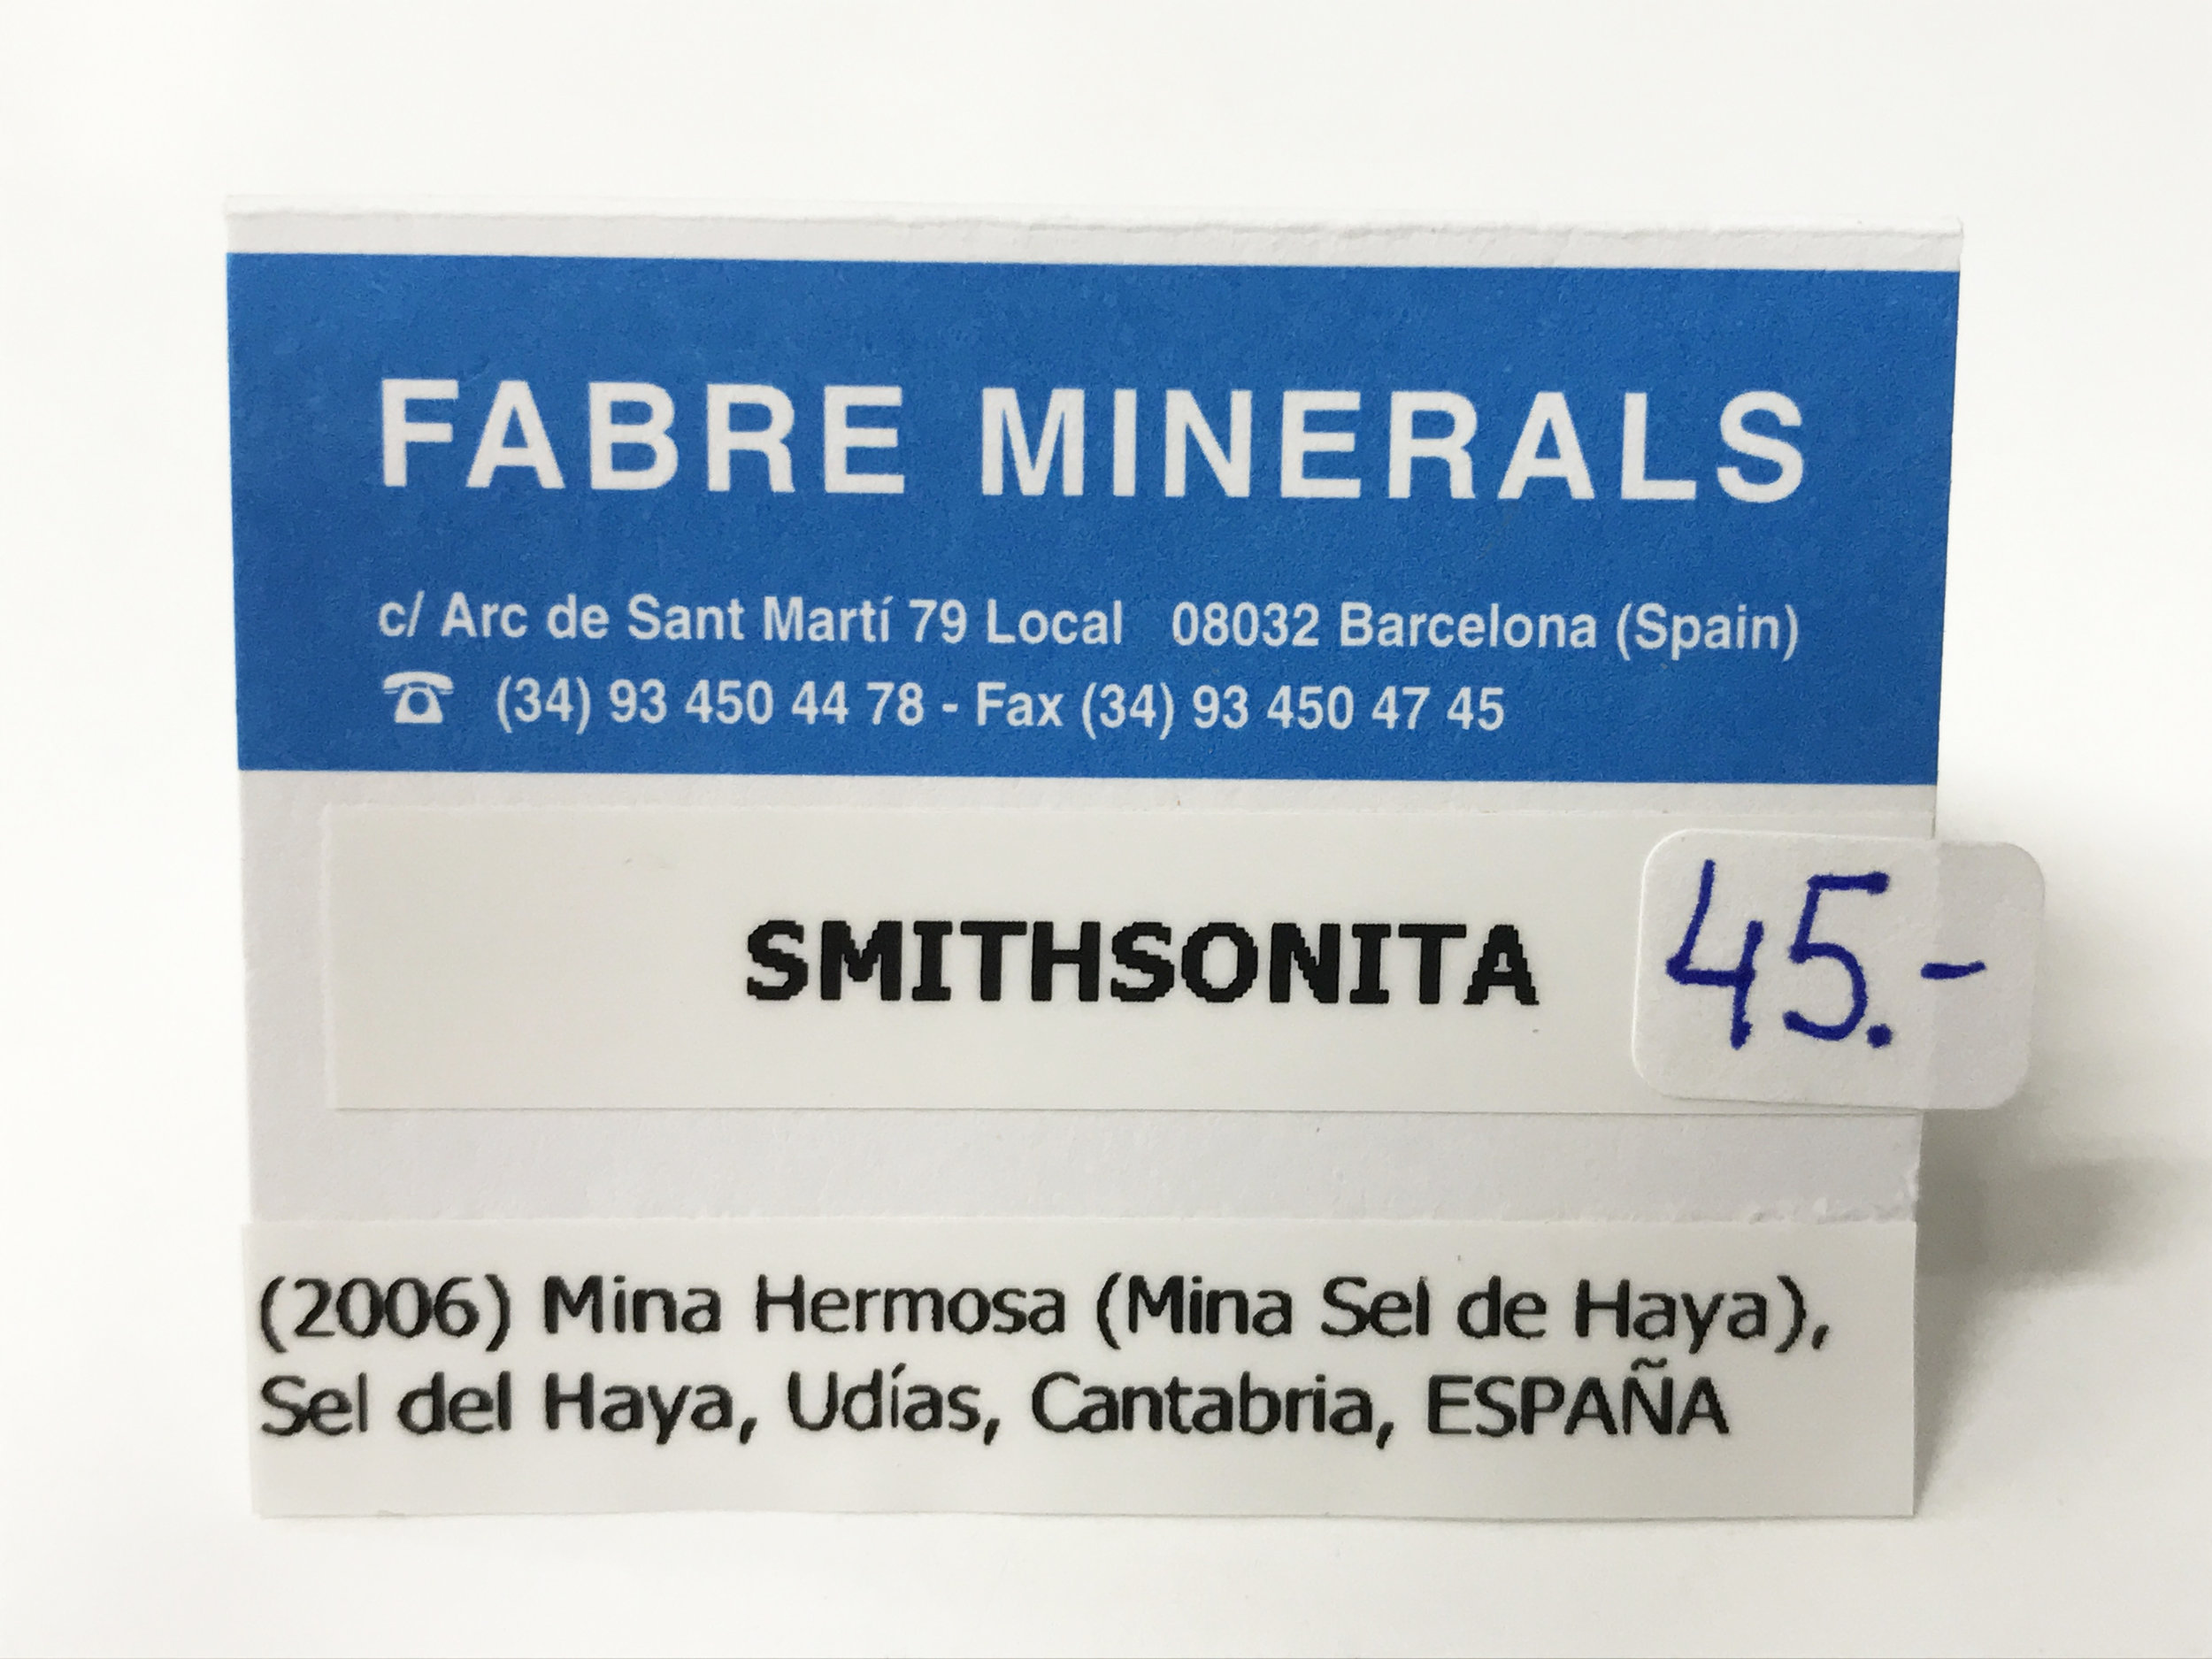 FABRE MINERALS
c/ Arc de Sant Martí 79 Local 08032 Barcelona (Spain)
☎ (34) 93 450 44 78 - Fax (34) 93 450 47 45
SMITHSONITA
45.-
(2006) Mina Hermosa (Mina Sel de Haya),
Sel del Haya, Udías, Cantabria, ESPAÑA